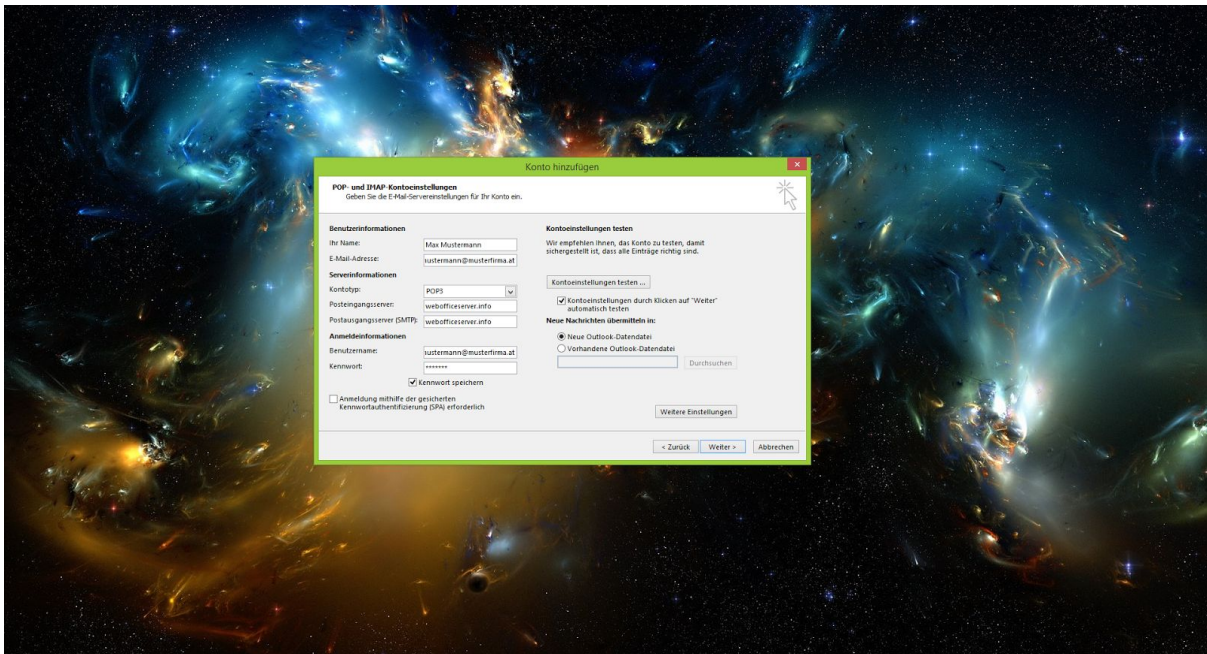 Konto hinzufügen
POP- und IMAP-Kontoeinstellungen
Geben Sie die E-Mail-Servereinstellungen für Ihr Konto ein.
Benutzerinformationen
Ihr Name:
Max Mustermann
E-Mail-Adresse:
ustermann@musterfirma.at
Serverinformationen
Kontotyp:
POP3
Posteingangsserver:
webofficeserver.info
Postausgangsserver (SMTP):
webofficeserver.info
Anmeldeinformationen
Benutzername:
ustermann@musterfirma.at
Kennwort:
*******
Kennwort speichern
Anmeldung mithilfe der gesicherten
Kennwortauthentifizierung (SPA) erforderlich
Kontoeinstellungen testen
Wir empfehlen Ihnen, das Konto zu testen, damit
sichergestellt ist, dass alle Einträge richtig sind.
Kontoeinstellungen testen ...
Kontoeinstellungen durch Klicken auf "Weiter"
automatisch testen
Neue Nachrichten übermitteln in:
Neue Outlook-Datendatei
Vorhandene Outlook-Datendatei
Durchsuchen
Weitere Einstellungen
< Zurück
Weiter >
Abbrechen